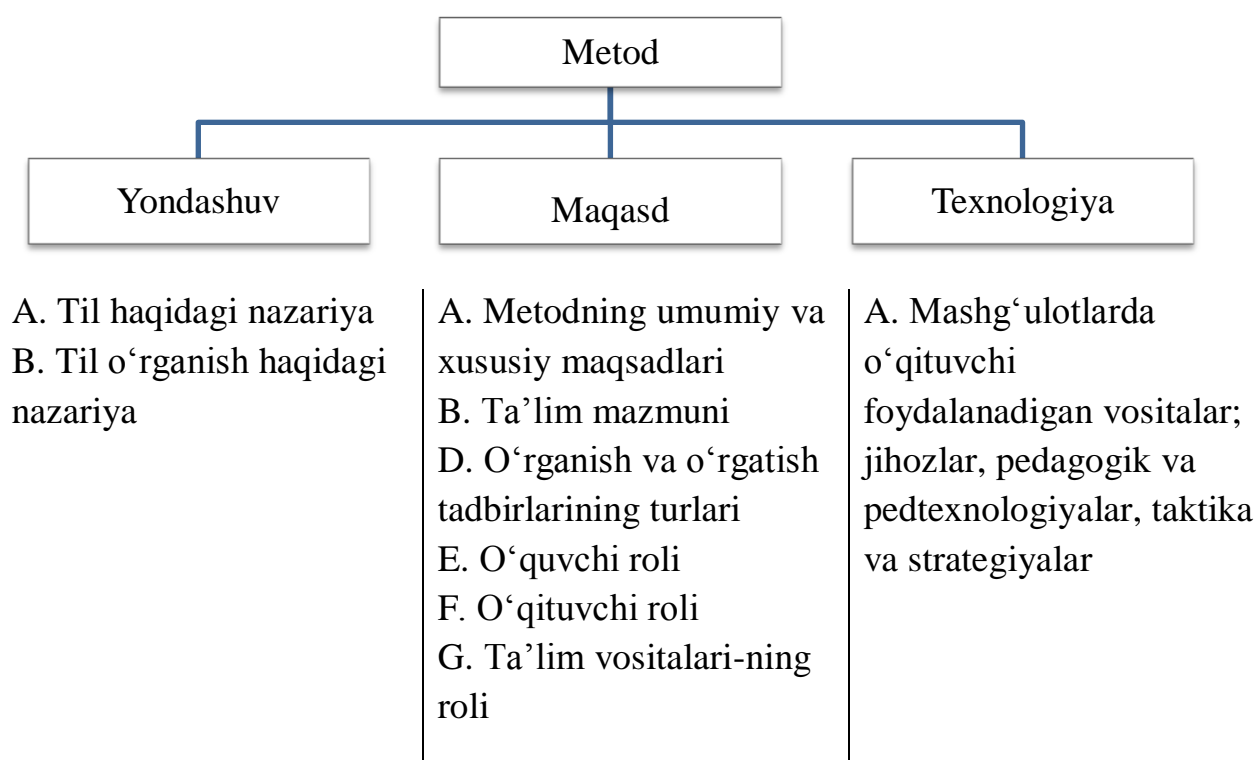 Metod
Yondashuv
Maqasd
Texnologiya
A. Til haqidagi nazariya
B. Til o‘rganish haqidagi
nazariya
A. Metodning umumiy va
xususiy maqsadlari
B. Ta’lim mazmuni
D. O‘rganish va o‘rgatish
tadbirlarining turlari
E. O‘quvchi roli
F. O‘qituvchi roli
G. Ta’lim vositalari-ning
roli
A. Mashg‘ulotlarda
o‘qituvchi
foydalanadigan vositalar;
jihozlar, pedagogik va
pedtexnologiyalar, taktika
va strategiyalar